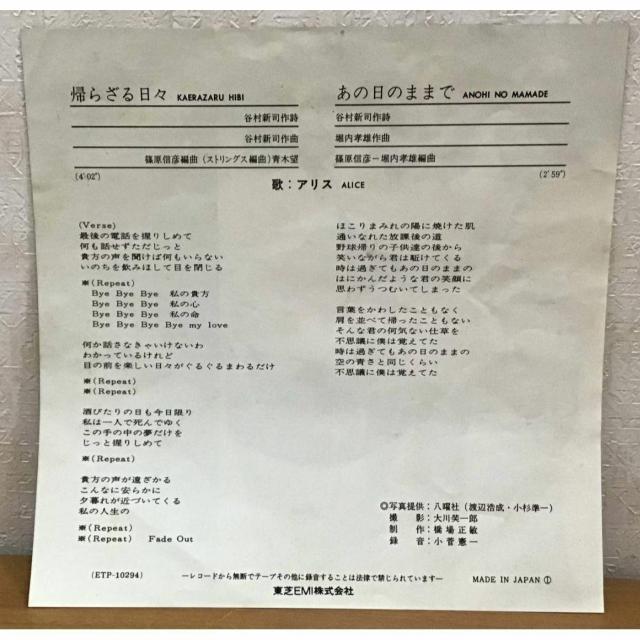 帰らざる日々 KAERAZARU HIBI
谷村新司作詩
谷村新司作曲
篠原信彦編曲(ストリングス編曲)青木望
(4'02")
あの日のままで ANOHI NO MAMADE
谷村新司作詩
堀内孝雄作曲
篠原信彦－堀内孝雄編曲
(2'59")
歌：アリス ALICE
(Verse)
最後の電話を握りしめて
何も話せずただじっと
貴方の声を聞けば何もいらない
いのちを飲みほして目を閉じる
※(Repeat)
Bye Bye Bye 私の貴方
Bye Bye Bye 私の心
Bye Bye Bye 私の命
Bye Bye Bye Bye my love
何か話さなきゃいけないわ
わかっているけれど
目の前を楽しい日々がぐるぐるまわるだけ
※(Repeat)
※(Repeat)
酒びたりの日も今日限り
私は一人で死んでゆく
この手の中の夢だけを
じっと握りしめて
※(Repeat)
貴方の声が遠ざかる
こんなに安らかに
夕暮れが近づいてくる
私の人生の
※(Repeat)
※(Repeat) Fade Out
ほこりまみれの陽に焼けた肌
通いなれた放課後の道
野球帰りの子供達の後から
笑いながら君は駆けてくる
時は過ぎてもあの日のままの
はにかんだような君の笑顔に
思わずうつむいてしまった
言葉をかわしたこともなく
肩を並べて帰ったこともない
そんな君の何気ない仕草を
不思議に僕は覚えてた
時は過ぎてもあの日のままの
空の青さと同じくらい
不思議に僕は覚えてた
◎写真提供：八曜社(渡辺浩成・小杉準一)
撮影：大川奘一郎
制作：橋場正敏
録音：小菅憲一
(ETP-10294)
―レコードから無断でテープその他に録音することは法律で禁じられています―
MADE IN JAPAN Ⓣ
東芝EMI株式会社